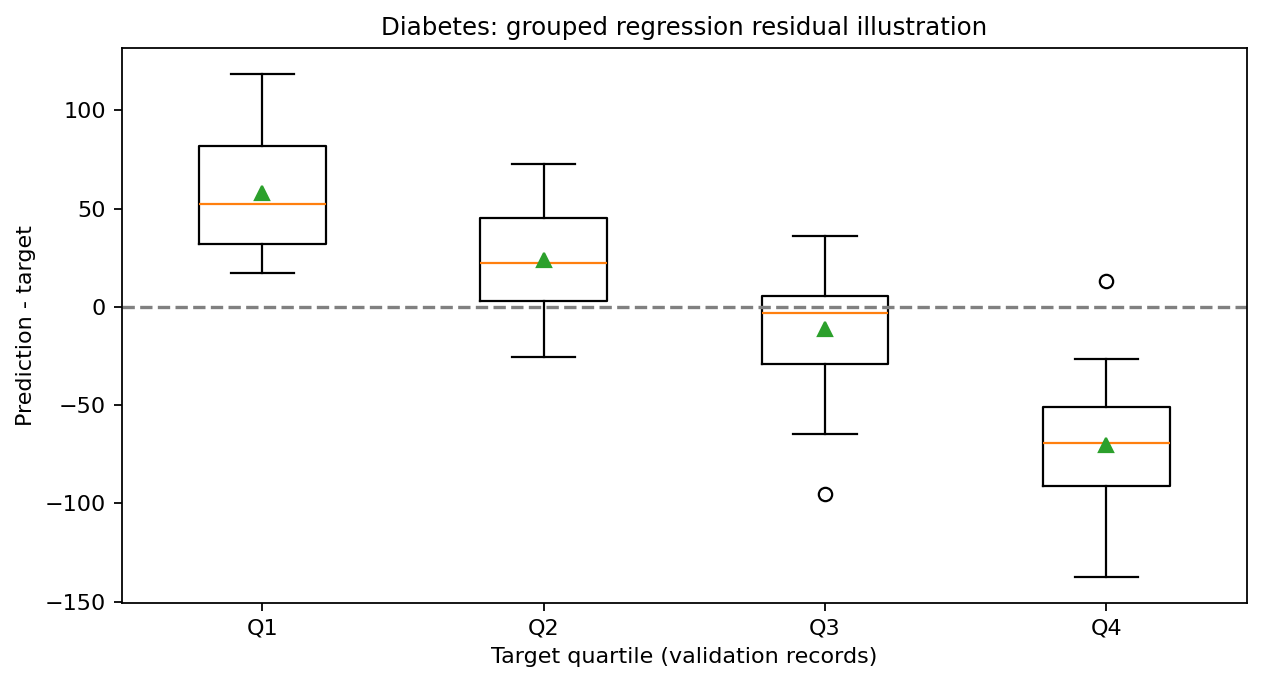 Diabetes: grouped regression residual illustration
Prediction - target
100
50
0
−50
−100
−150
Q1 Q2 Q3 Q4
Target quartile (validation records)